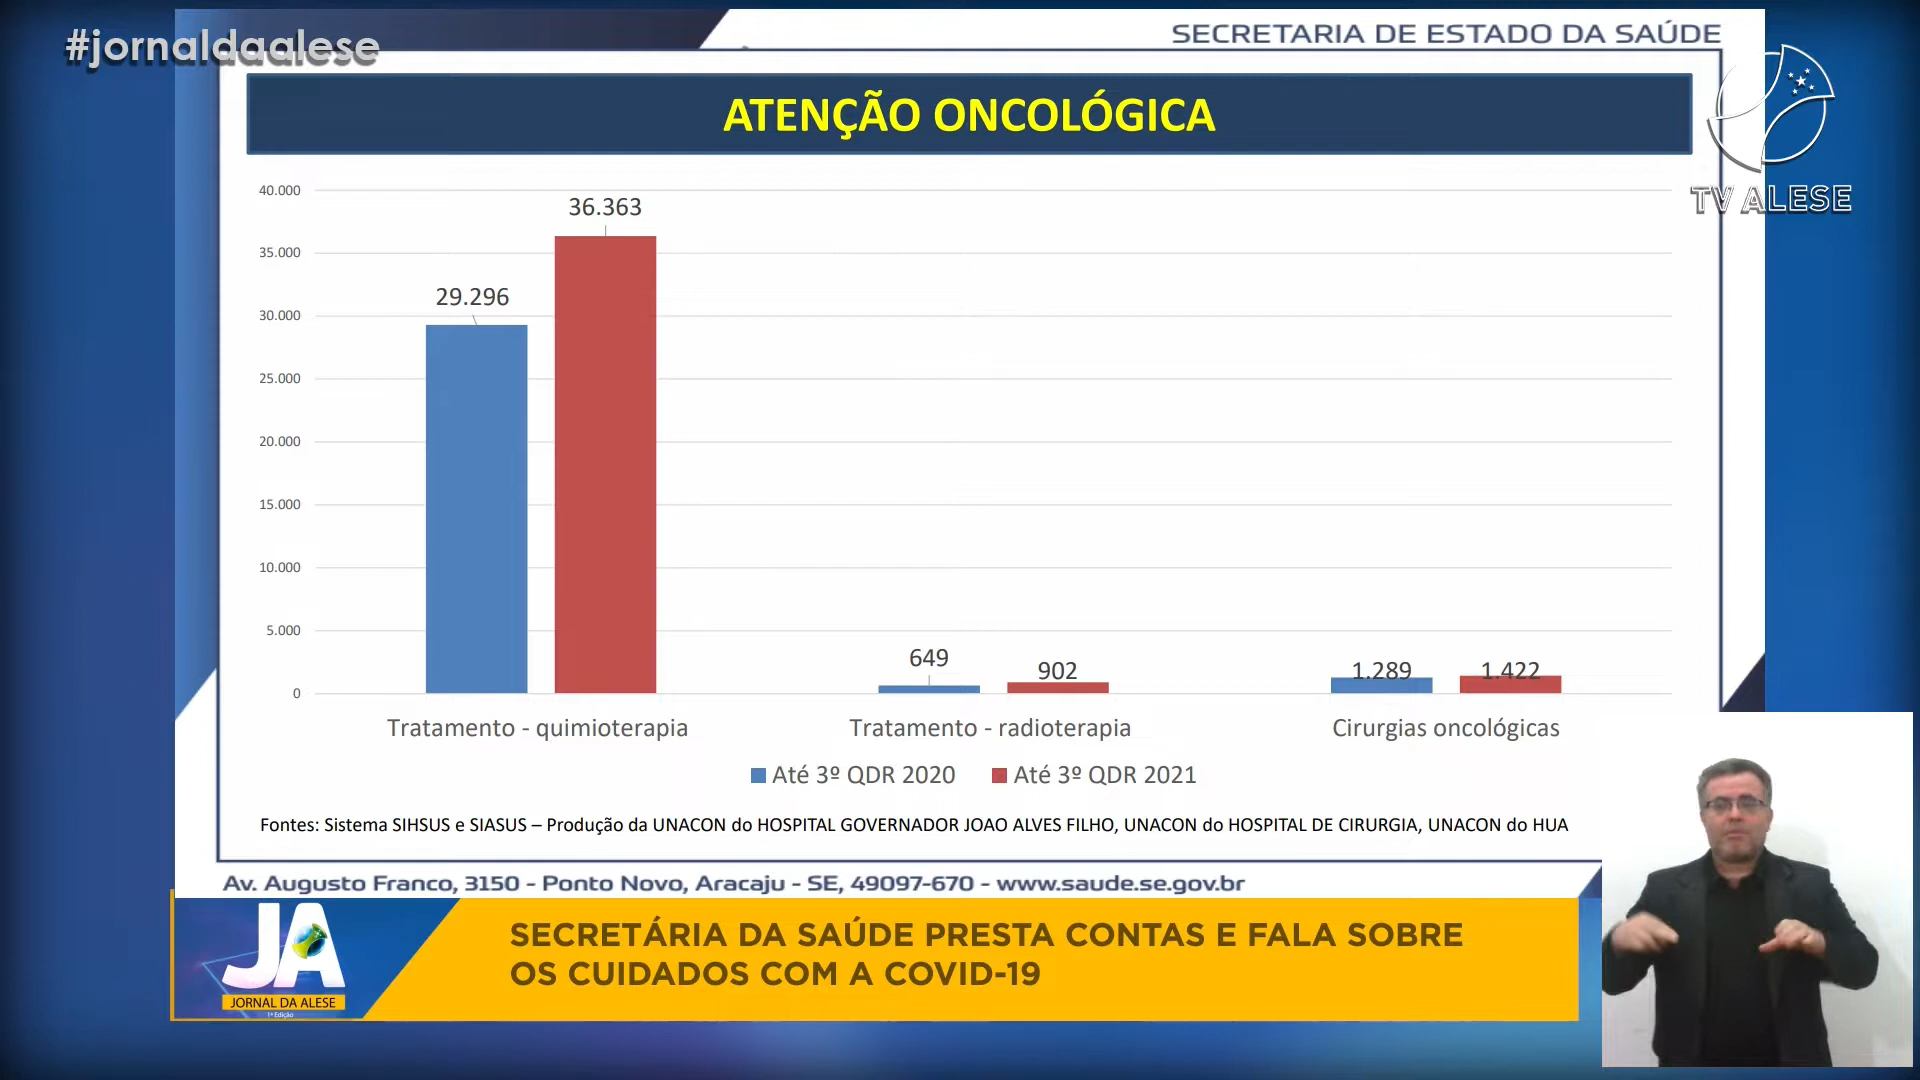 #jornaldaalese
SECRETARIA DE ESTADO DA SAÚDE
TV ALESE
ATENÇÃO ONCOLÓGICA
40.000
35.000
30.000
25.000
20.000
15.000
10.000
5.000
0
29.296
36.363
649
902
1.289
1.422
Tratamento - quimioterapia
Tratamento - radioterapia
Cirurgias oncológicas
Até 3º QDR 2020
Até 3º QDR 2021
Fontes: Sistema SIHSUS e SIASUS – Produção da UNACON do HOSPITAL GOVERNADOR JOAO ALVES FILHO, UNACON do HOSPITAL DE CIRURGIA, UNACON do HUA
Av. Augusto Franco, 3150 - Ponto Novo, Aracaju - SE, 49097-670 - www.saude.se.gov.br
JA
JORNAL DA ALESE
1ª Edição
SECRETÁRIA DA SAÚDE PRESTA CONTAS E FALA SOBRE
OS CUIDADOS COM A COVID-19